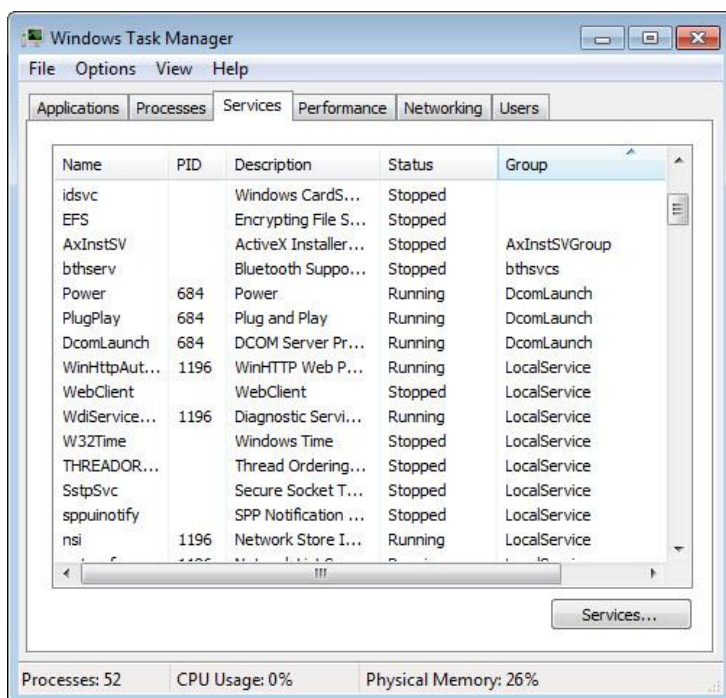 Windows Task Manager
File Options View Help
Applications Processes Services Performance Networking Users
Name PID Description Status Group
idsvc Windows CardS... Stopped
EFS Encrypting File S... Stopped
AxInstSV ActiveX Installer... Stopped AxInstSVGroup
bthserv Bluetooth Suppo... Stopped bthsvcs
Power 684 Power Running DcomLaunch
PlugPlay 684 Plug and Play Running DcomLaunch
DcomLaunch 684 DCOM Server Pr... Running DcomLaunch
WinHttpAut... 1196 WinHTTP Web P... Running LocalService
WebClient WebClient Stopped LocalService
WdiService... 1196 Diagnostic Servi... Running LocalService
W32Time Windows Time Stopped LocalService
THREADOR... Thread Ordering... Stopped LocalService
SstpSvc Secure Socket T... Stopped LocalService
sppuinotify SPP Notification ... Stopped LocalService
nsi 1196 Network Store I... Running LocalService
Services...
Processes: 52 CPU Usage: 0% Physical Memory: 26%